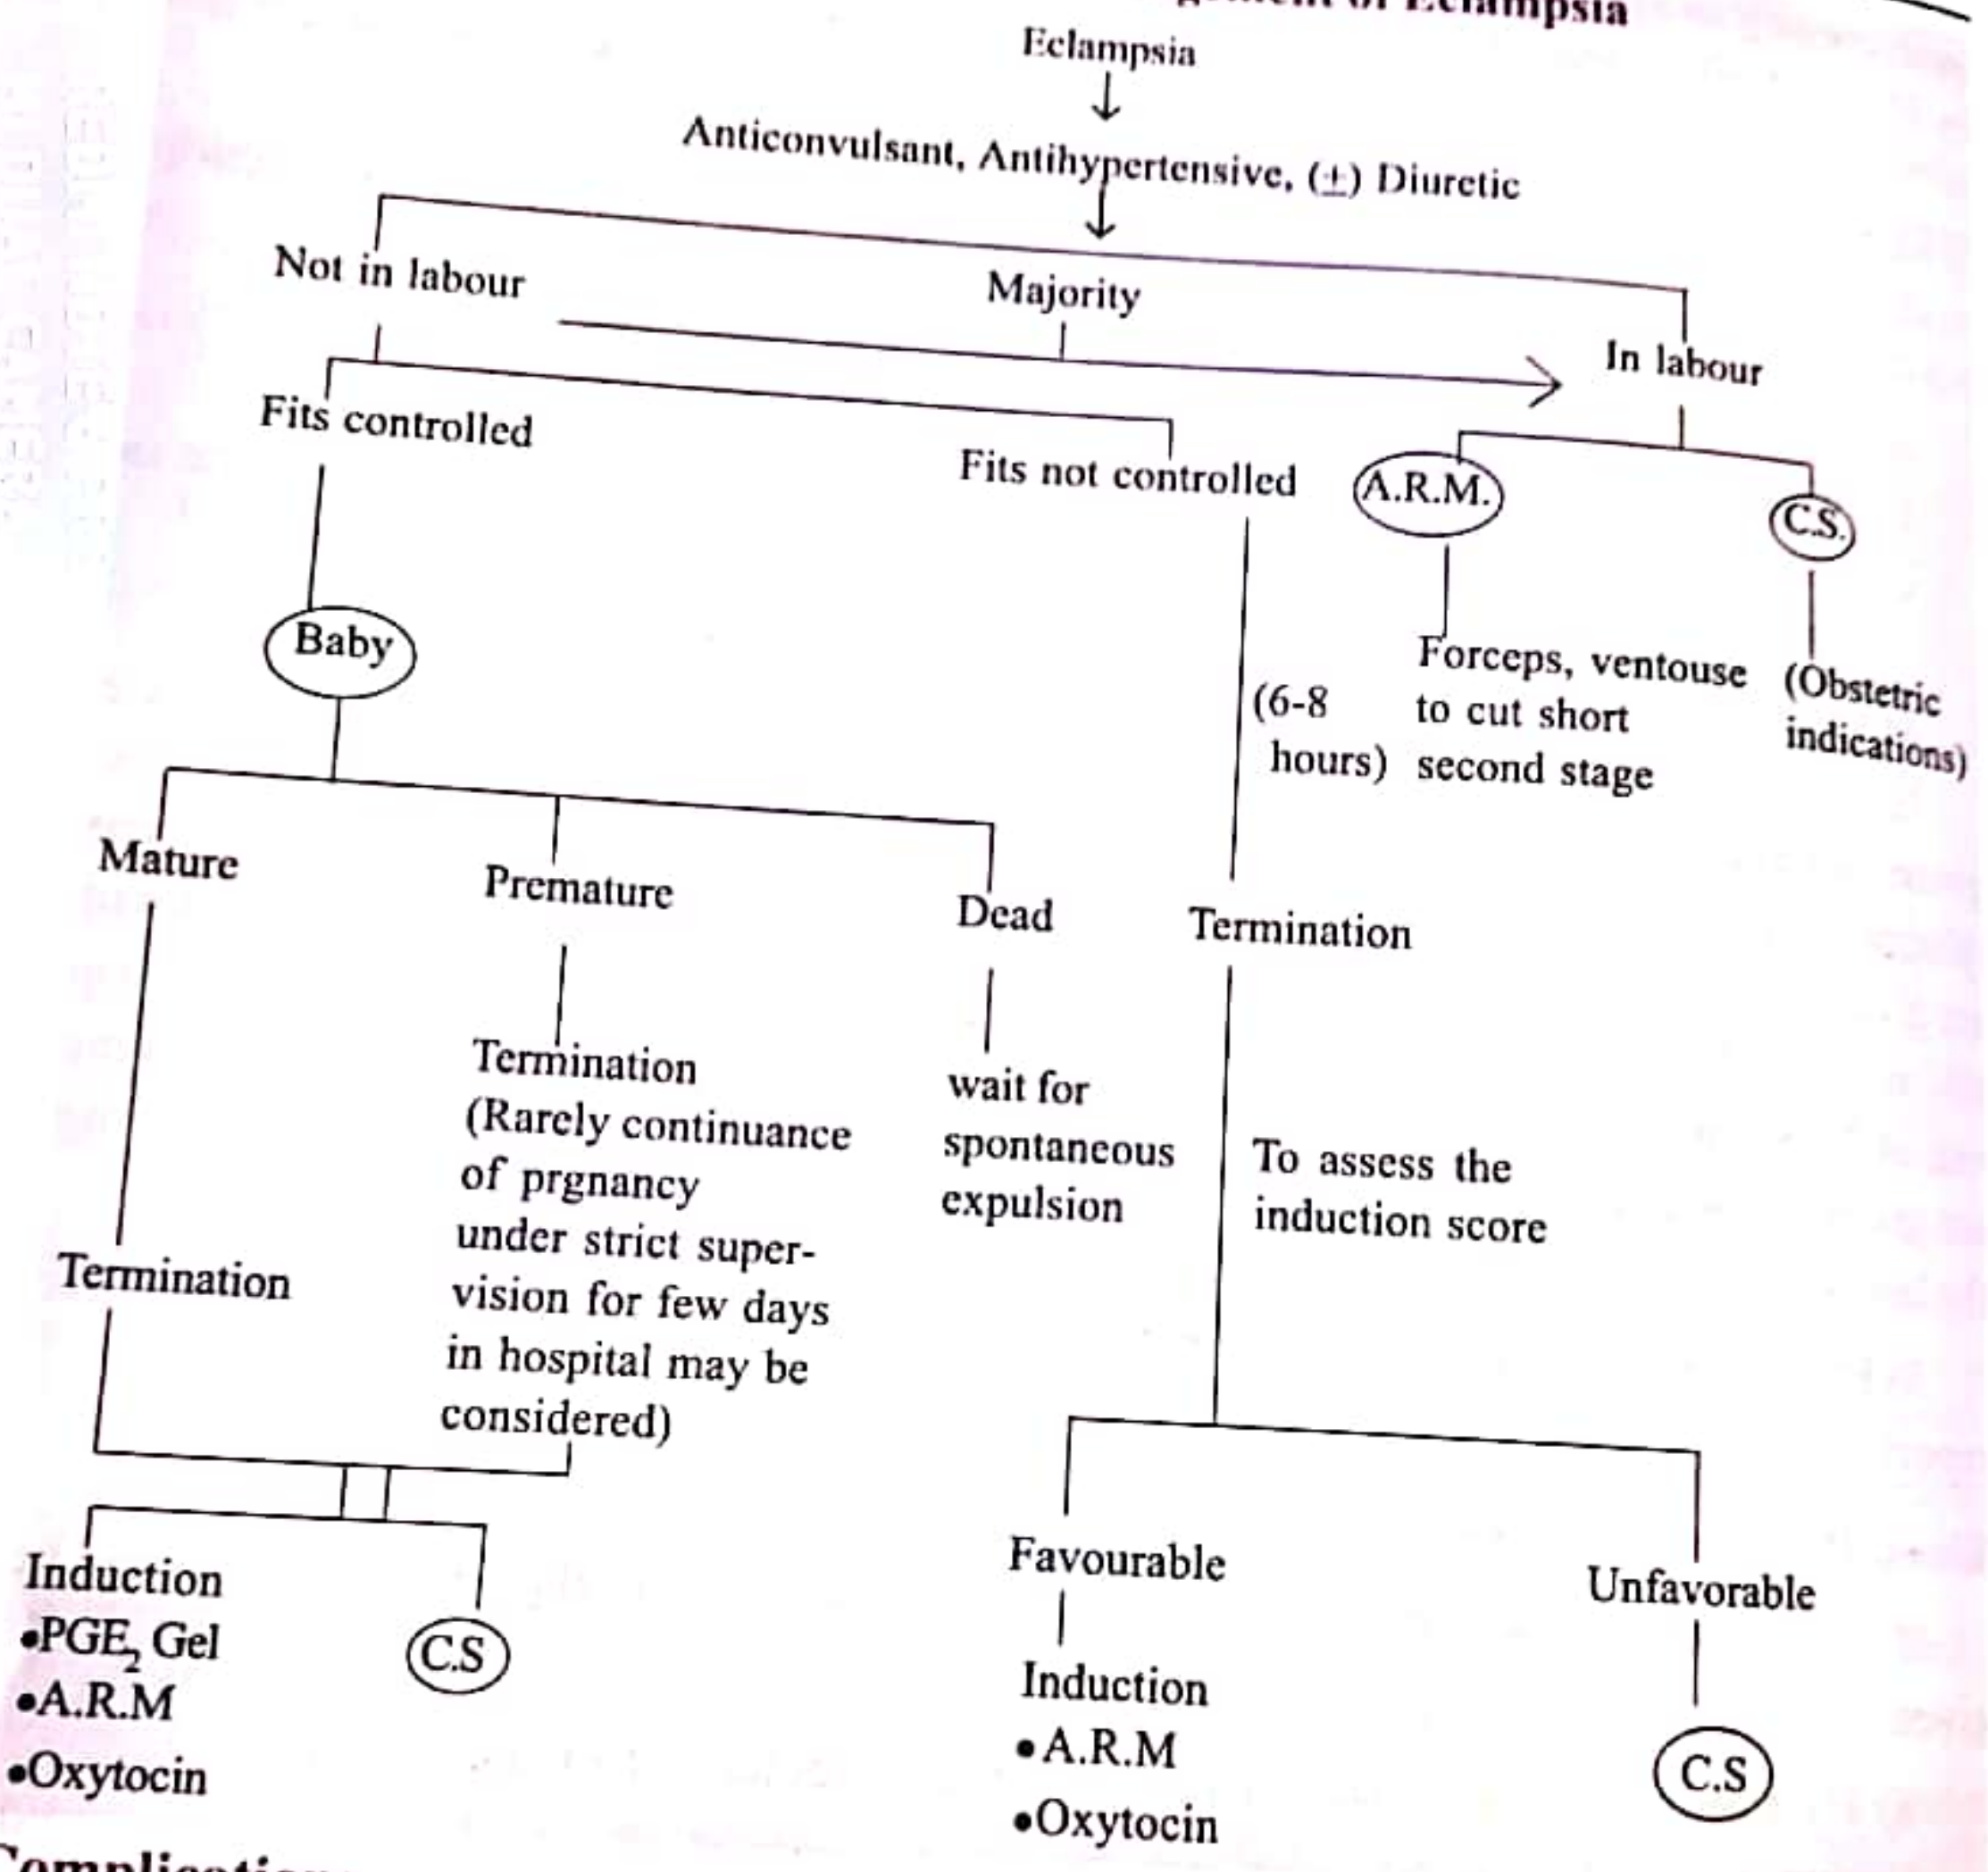 of Eclampsia
Eclampsia
Anticonvulsant, Antihypertensive, (±) Diuretic
Not in labour
Majority
In labour
Fits controlled
Fits not controlled
A.R.M.
C.S.
Baby
(6-8
hours)
Forceps, ventouse
to cut short
second stage
(Obstetric
indications)
Mature
Premature
Dead
Termination
Termination
(Rarely continuance
of prgnancy
under strict super-
vision for few days
in hospital may be
considered)
wait for
spontaneous
expulsion
To assess the
induction score
Termination
Favourable
Unfavorable
Induction
•PGE₂ Gel
•A.R.M
•Oxytocin
C.S
Induction
•A.R.M
•Oxytocin
C.S